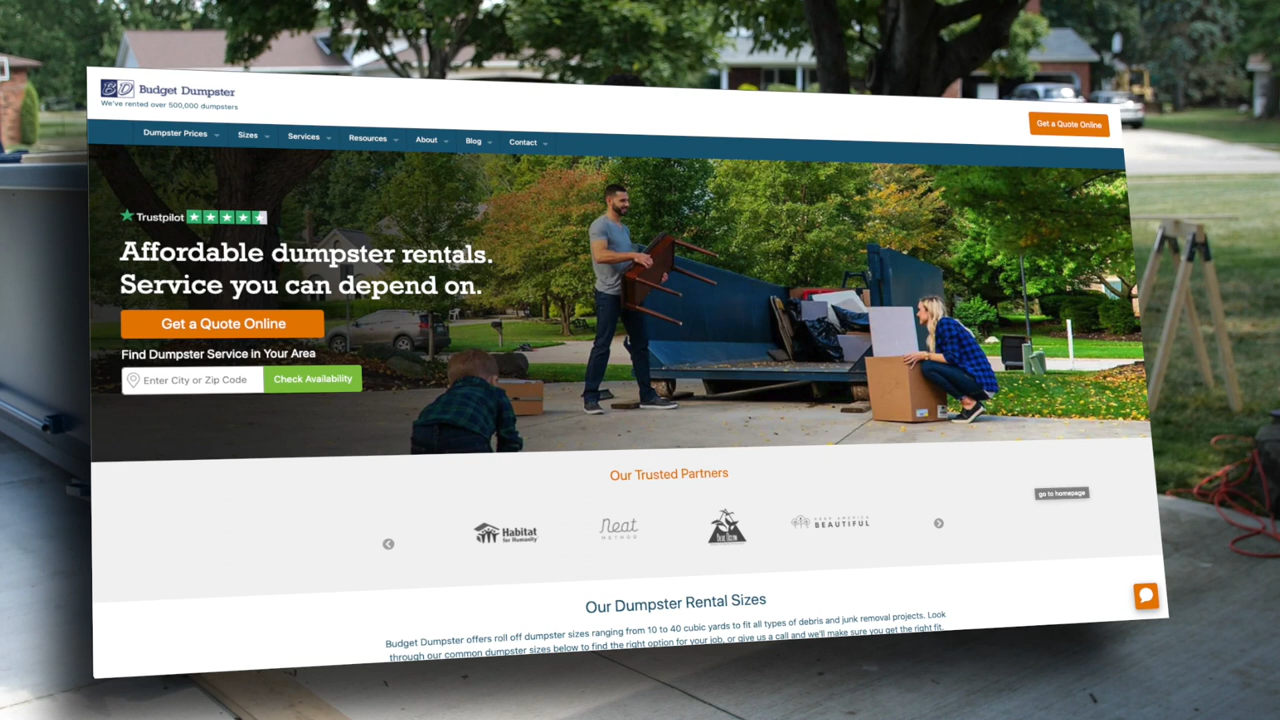 BD Budget Dumpster
We've rented over 500,000 dumpsters
Get a Quote Online
Dumpster Prices Sizes Services Resources About Blog Contact
Trustpilot
Affordable dumpster rentals.
Service you can depend on.
Get a Quote Online
Find Dumpster Service in Your Area
Enter City or Zip Code Check Availability
Our Trusted Partners
go to homepage
Habitat
for Humanity
Neat
METHOD
KEEP AMERICA
BEAUTIFUL
Our Dumpster Rental Sizes
Budget Dumpster offers roll off dumpster sizes ranging from 10 to 40 cubic yards to fit all types of debris and junk removal projects. Look
through our common dumpster sizes below to find the right option for your job, or give us a call and we'll make sure you get the right fit.